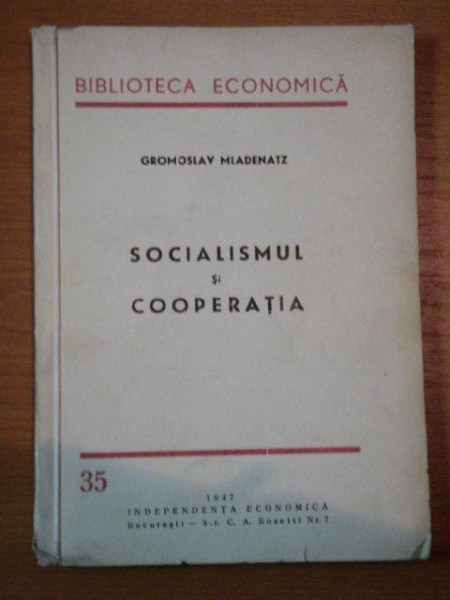 BIBLIOTECA ECONOMICĂ
GROMOSLAV MLADENATZ
SOCIALISMUL
ȘI
COOPERAȚIA
35
1947
INDEPENDENȚA ECONOMICĂ
București — S-r. C. A. Rosetti Nr. 7